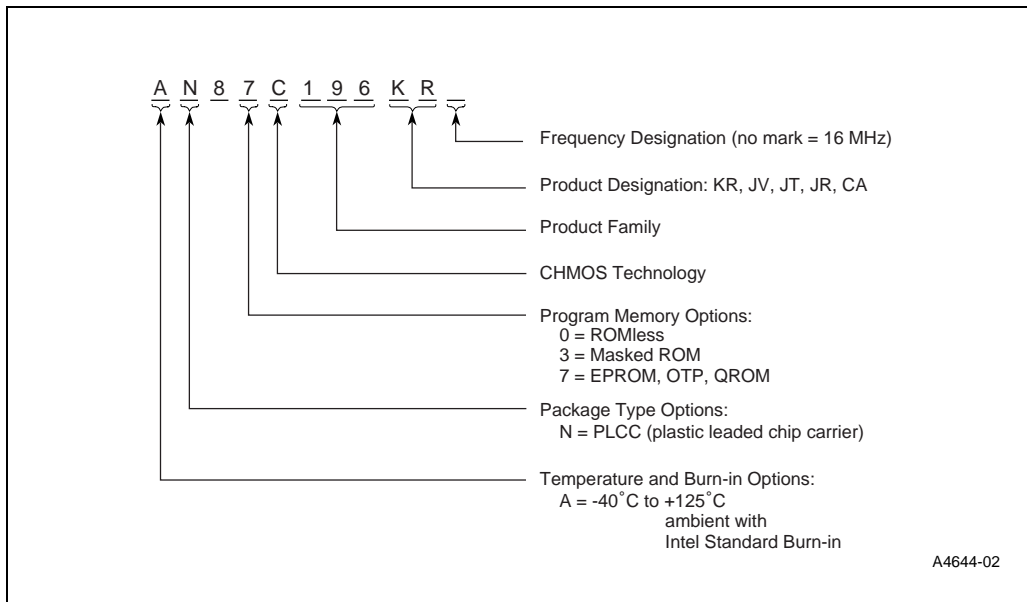 A N 8 7 C 1 9 6 K R _
Frequency Designation (no mark = 16 MHz)
Product Designation: KR, JV, JT, JR, CA
Product Family
CHMOS Technology
Program Memory Options:
0 = ROMless
3 = Masked ROM
7 = EPROM, OTP, QROM
Package Type Options:
N = PLCC (plastic leaded chip carrier)
Temperature and Burn-in Options:
A = -40˚C to +125˚C
ambient with
Intel Standard Burn-in
A4644-02